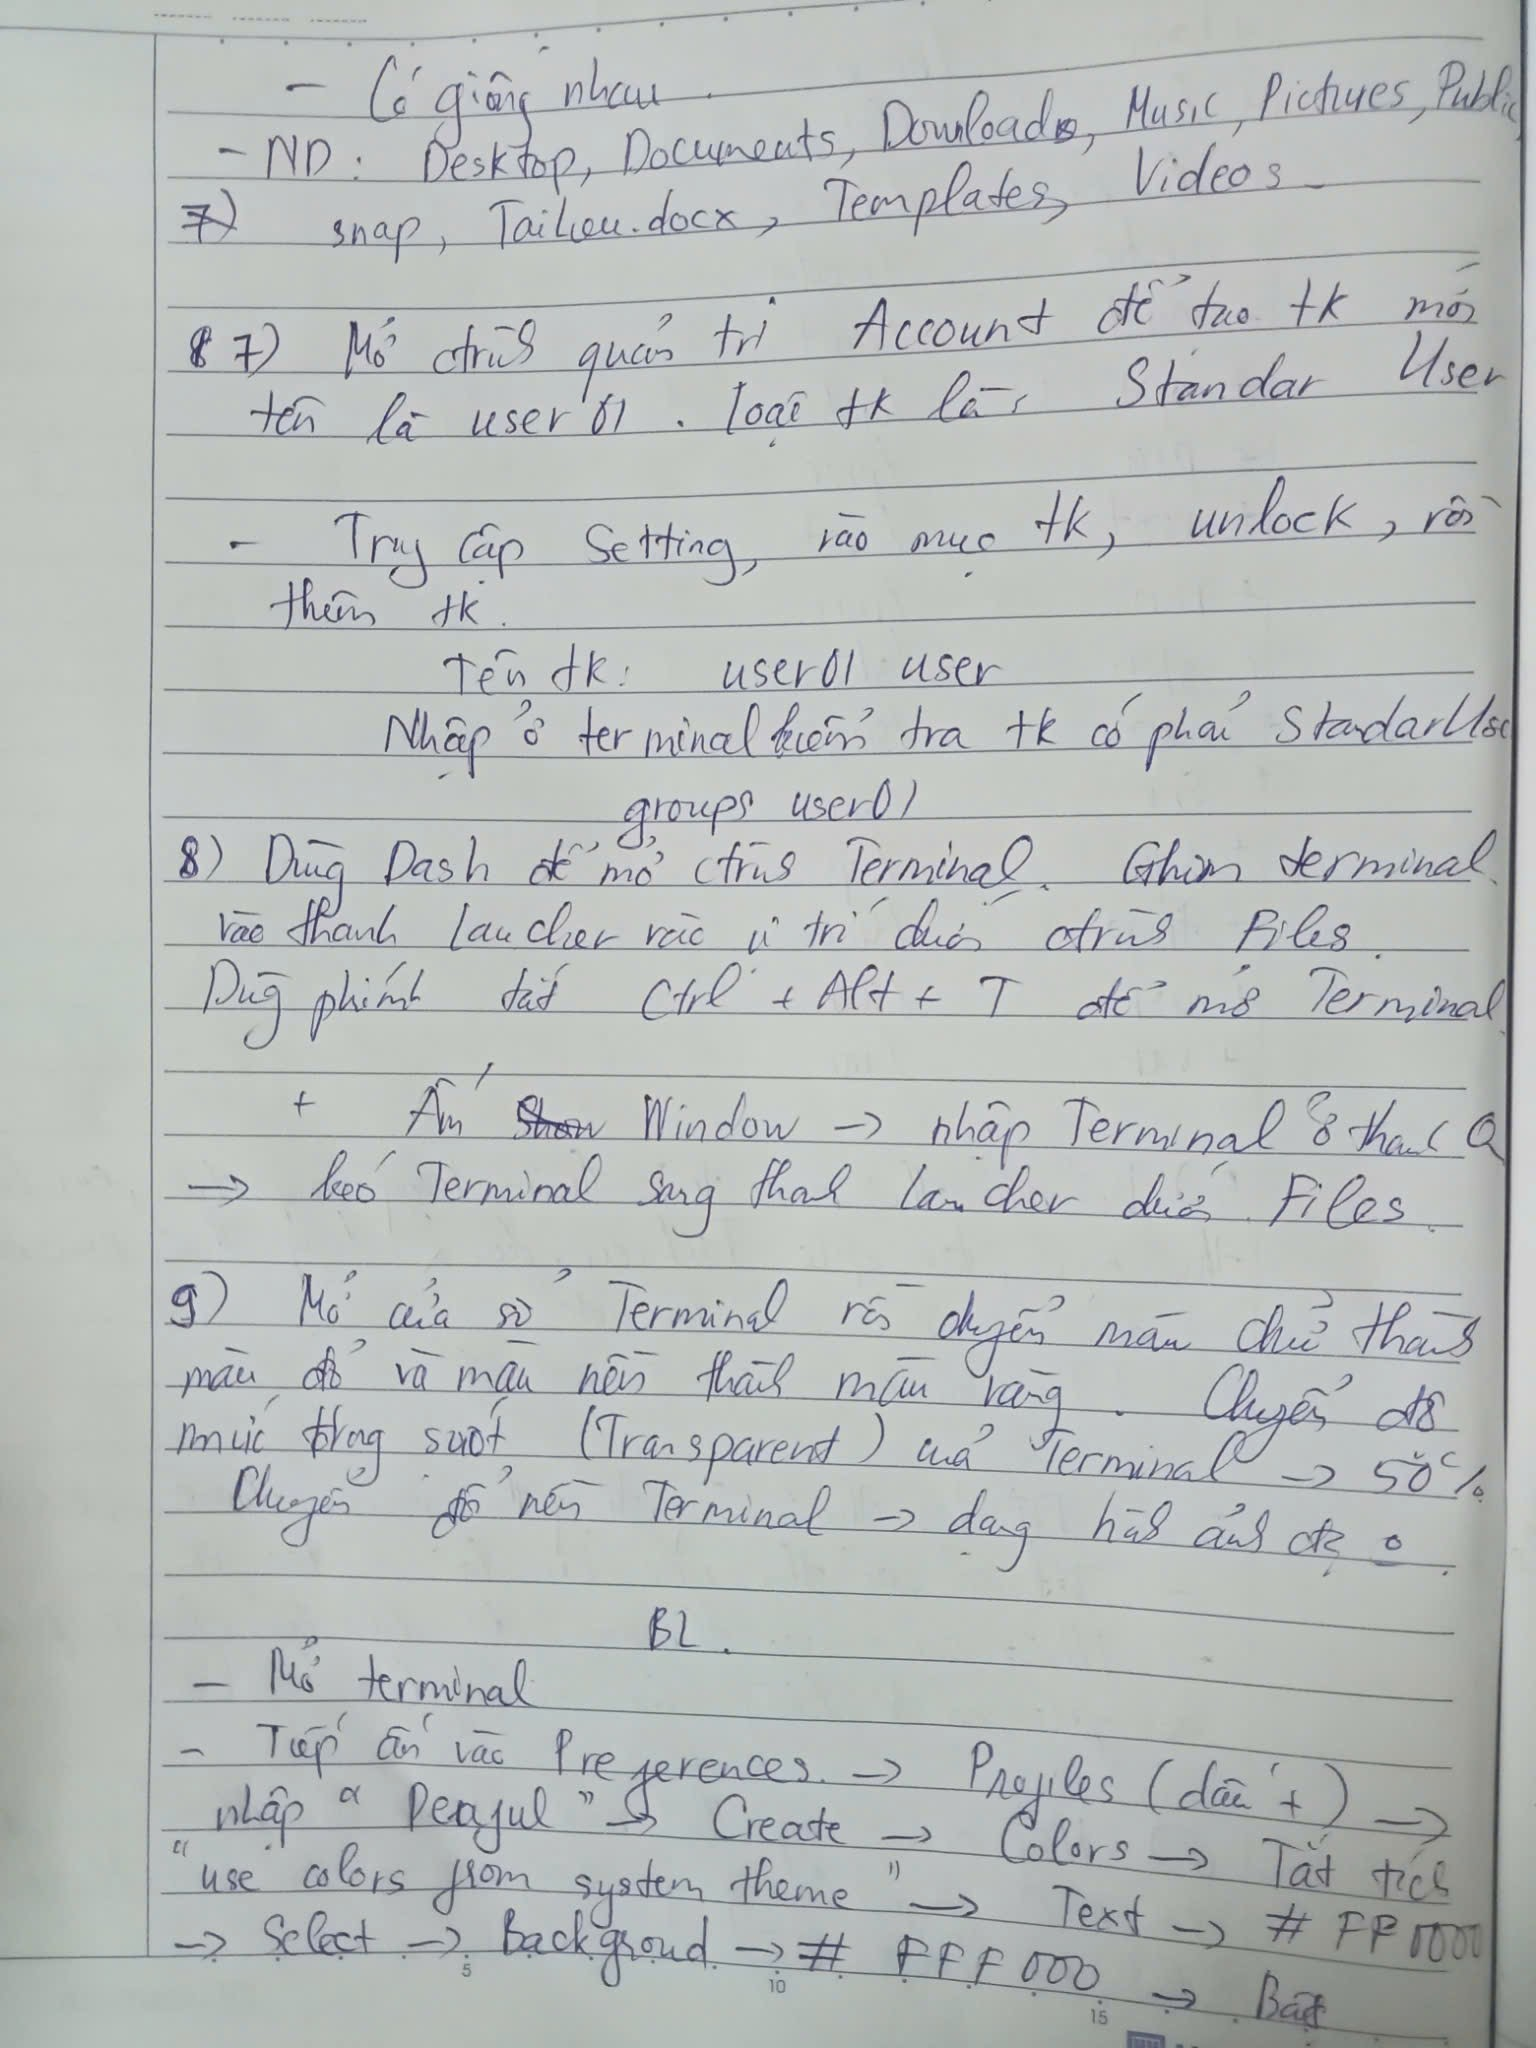 - Có giống nhau.
- ND: Desktop, Documents, Downloads, Music, Pictures, Public
7) snap, Tailieu.docx, Templates, Videos
7) Mở ctrình quản trị Account để tạo tk mới
tên là user01. loại tk là: Standar User
- Truy cập Setting, vào mục tk, unlock, rồi
thêm tk.
Tên tk: user01 user
Nhập ở terminal kiểm tra tk có phải Standar Use
groups user01
8) Dùng Dash để mở ctrình Terminal. Ghim terminal
vào thanh laucher vào vị trí dưới ctrình Files.
Dùng phím tắt Ctrl + Alt + T để mở Terminal.
+ Ấn Window → nhập Terminal ở thanh Q
→ kéo Terminal sang thanh laucher dưới Files.
9) Mở cửa sổ Terminal rồi chuyển màu chữ thành
màu đỏ và màu nền thành màu vàng. Chuyển độ
mức trong suốt (Transparent) của Terminal → 50%
Chuyển đổi nền Terminal → dạng hình ảnh
BL.
- Mở terminal
- Tiếp ấn vào Preferences. → Profiles (dấu +) →
nhập " Peaful " → Create → Colors → Tắt tích
"use colors from system theme" → Text → # FF0000
→ Select → Backgroud → # FFF000 → Bật
5
10
15